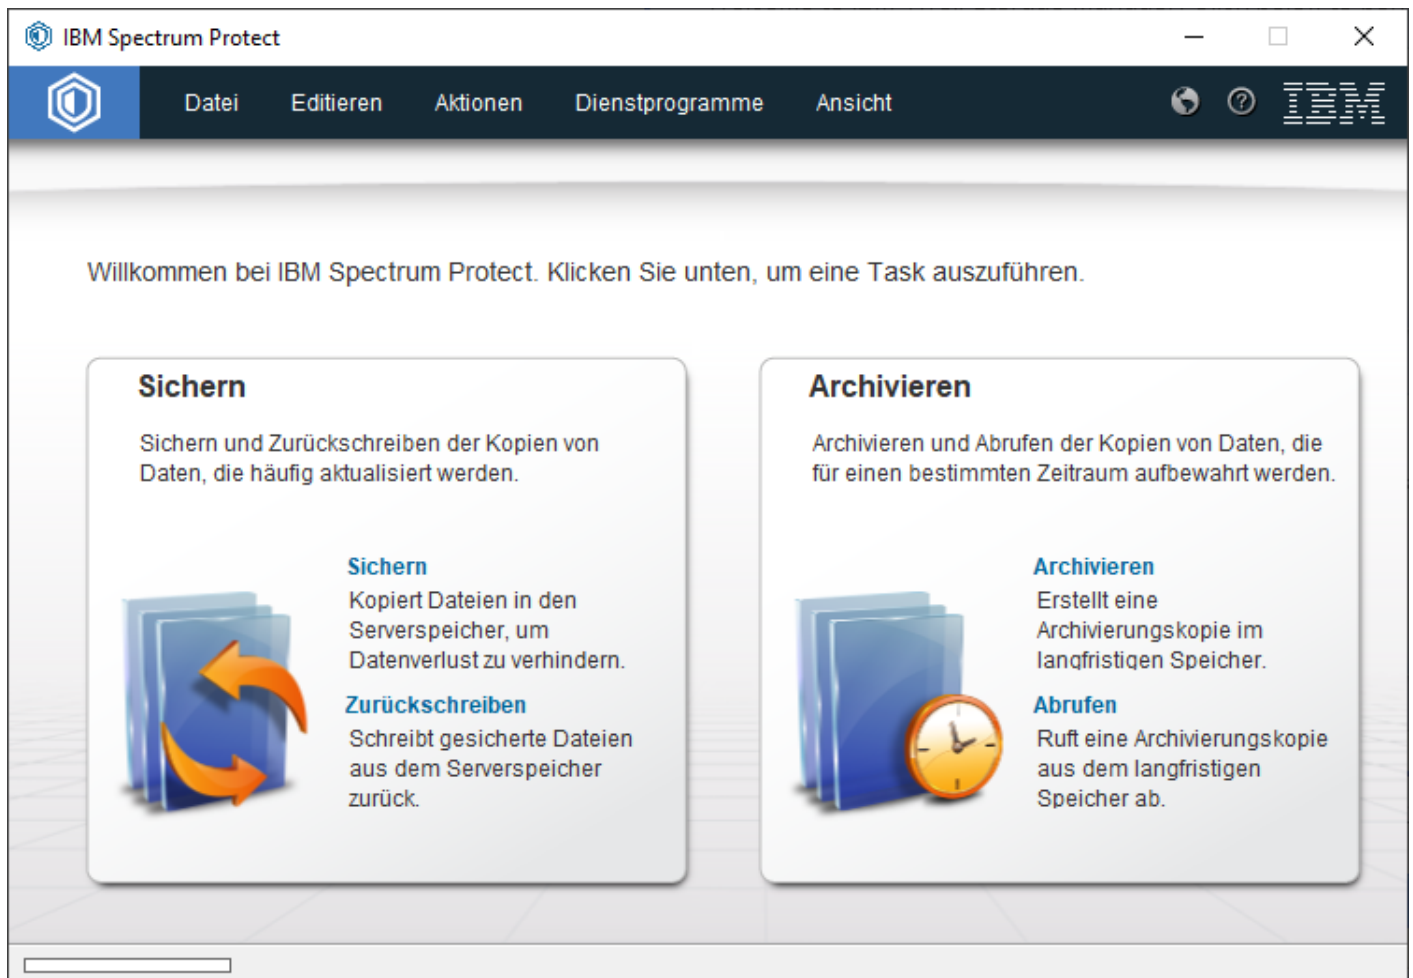 IBM Spectrum Protect
Datei Editieren Aktionen Dienstprogramme Ansicht IBM
Willkommen bei IBM Spectrum Protect. Klicken Sie unten, um eine Task auszuführen.
Sichern
Sichern und Zurückschreiben der Kopien von
Daten, die häufig aktualisiert werden.
Sichern
Kopiert Dateien in den
Serverspeicher, um
Datenverlust zu verhindern.
Zurückschreiben
Schreibt gesicherte Dateien
aus dem Serverspeicher
zurück.
Archivieren
Archivieren und Abrufen der Kopien von Daten, die
für einen bestimmten Zeitraum aufbewahrt werden.
Archivieren
Erstellt eine
Archivierungskopie im
langfristigen Speicher.
Abrufen
Ruft eine Archivierungskopie
aus dem langfristigen
Speicher ab.